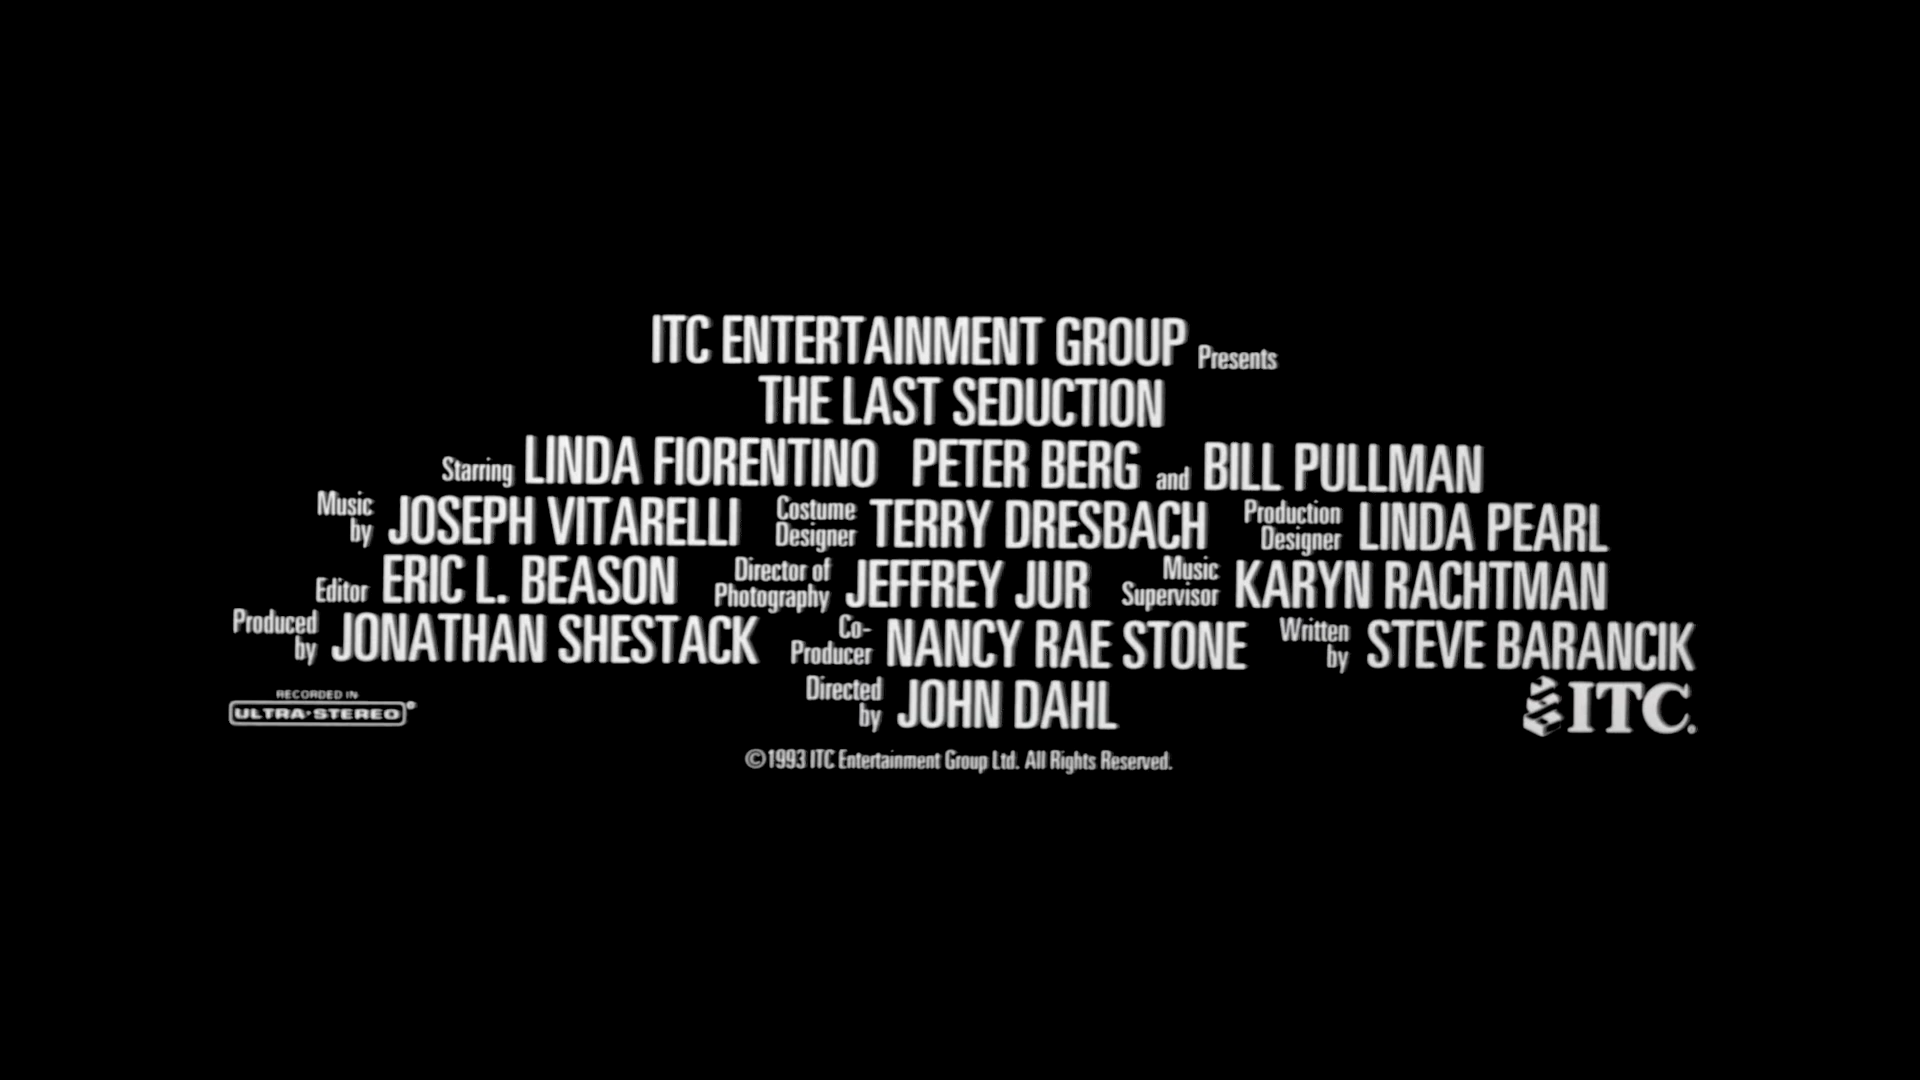 ITC ENTERTAINMENT GROUP Presents
THE LAST SEDUCTION
Starring LINDA FIORENTINO PETER BERG and BILL PULLMAN
Music by JOSEPH VITARELLI Costume Designer TERRY DRESBACH Production Designer LINDA PEARL
Editor ERIC L. BEASON Director of Photography JEFFREY JUR Music Supervisor KARYN RACHTMAN
Produced by JONATHAN SHESTACK Co-Producer NANCY RAE STONE Written by STEVE BARANCIK
Directed by JOHN DAHL
RECORDED IN
ULTRA·STEREO®
ITC.
©1993 ITC Entertainment Group Ltd. All Rights Reserved.